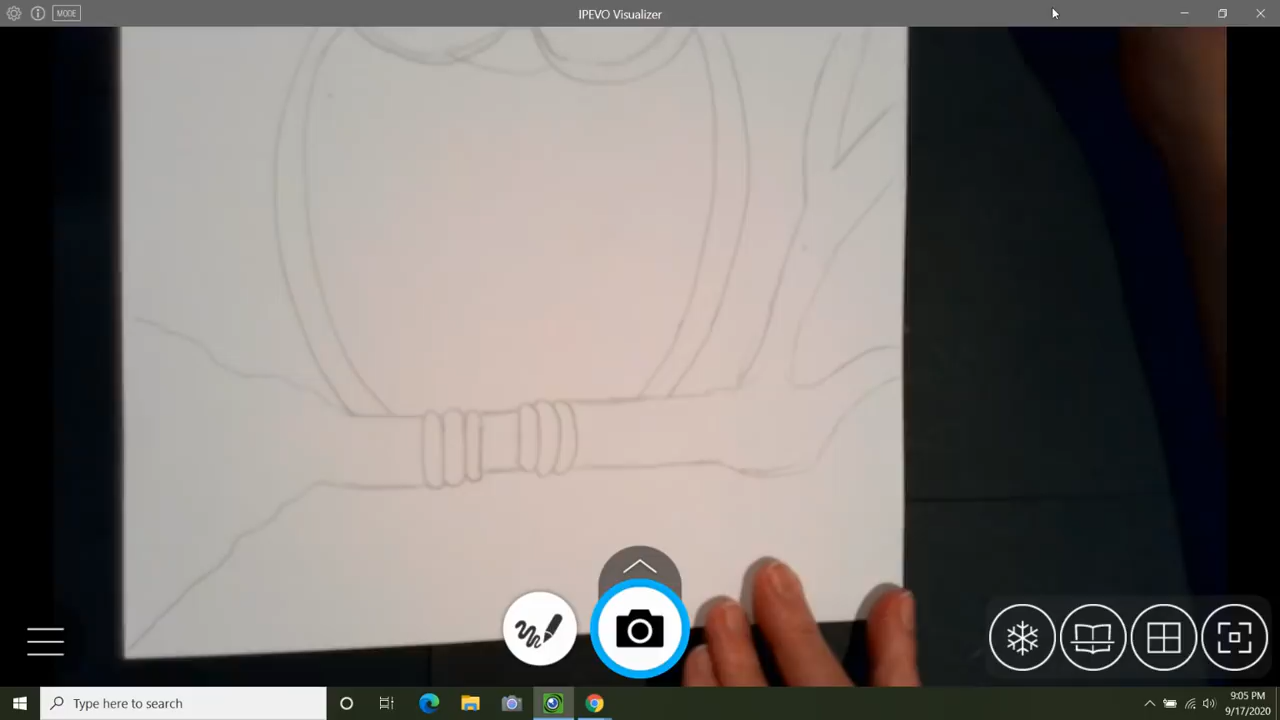 MODE
IPEVO Visualizer
Type here to search
9:05 PM
9/17/2020